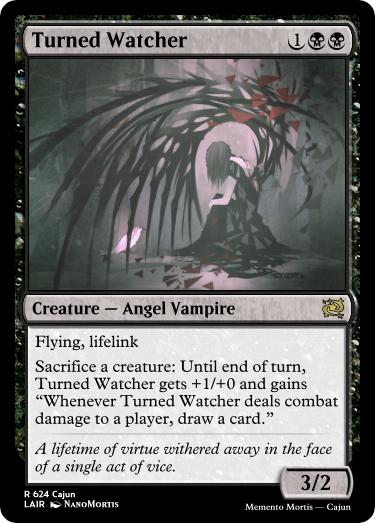 Turned Watcher 1
Creature — Angel Vampire
Flying, lifelink
Sacrifice a creature: Until end of turn,
Turned Watcher gets +1/+0 and gains
“Whenever Turned Watcher deals combat
damage to a player, draw a card.”
A lifetime of virtue withered away in the face
of a single act of vice.
3/2
R 624 Cajun
LAIR NanoMortis
Memento Mortis — Cajun